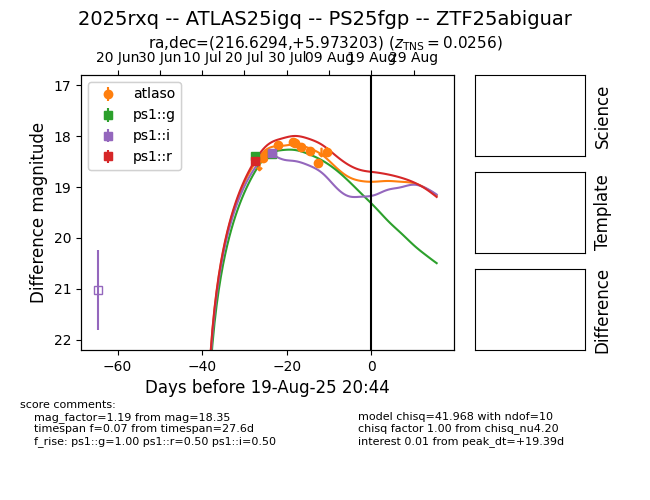 2025rxq -- ATLAS25igq -- PS25fgp -- ZTF25abiguar
ra,dec=(216.6294,+5.973203) (zTNS = 0.0256)
20 Jun 30 Jun 10 Jul 20 Jul 30 Jul 09 Aug 19 Aug 29 Aug
17
18
19
20
21
22
Difference magnitude
atlaso
ps1::g
ps1::i
ps1::r
−60 −40 −20 0
Days before 19-Aug-25 20:44
Science
Template
Difference
score comments:
mag_factor=1.19 from mag=18.35
timespan f=0.07 from timespan=27.6d
f_rise: ps1::g=1.00 ps1::r=0.50 ps1::i=0.50
model chisq=41.968 with ndof=10
chisq factor 1.00 from chisq_nu4.20
interest 0.01 from peak_dt=+19.39d